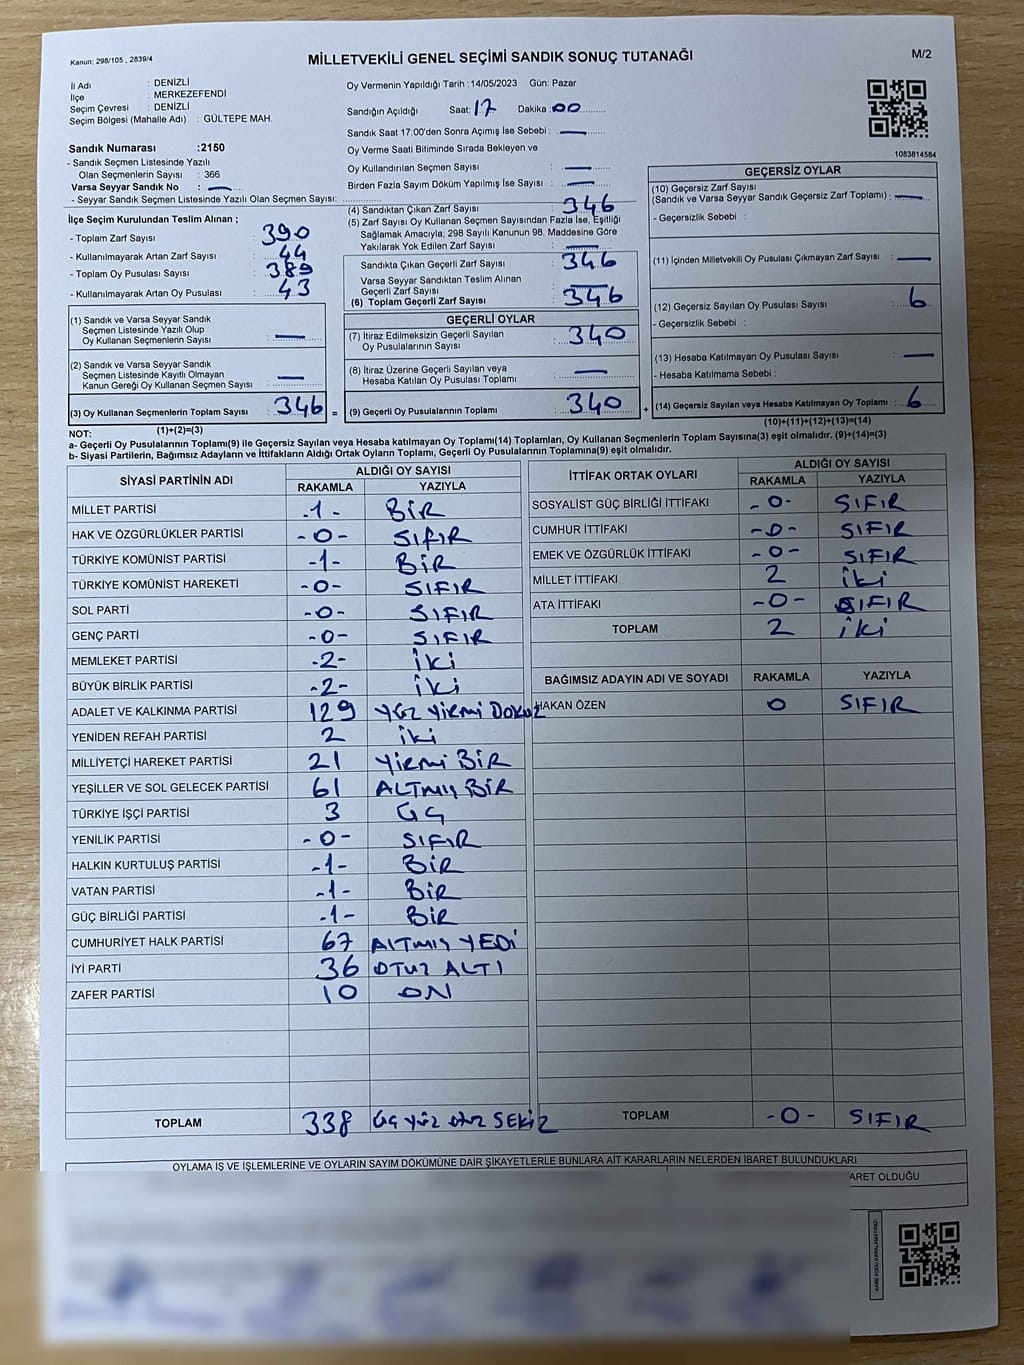 Kanun; 298/105 , 2839/4
MİLLETVEKİLİ GENEL SEÇİMİ SANDIK SONUÇ TUTANAĞI
M/2
İl Adı : DENİZLİ
İlçe : MERKEZEFENDİ
Seçim Çevresi : DENİZLİ
Seçim Bölgesi (Mahalle Adı) : GÜLTEPE MAH.
Oy Vermenin Yapıldığı Tarih :14/05/2023 Gün: Pazar
Sandığın Açıldığı Saat: 17 Dakika : 00
Sandık Saat 17.00'den Sonra Açımış İse Sebebi : —
Oy Verme Saati Bitiminde Sırada Bekleyen ve
Oy Kullandırılan Seçmen Sayısı : —
Birden Fazla Sayım Döküm Yapılmış İse Sayısı : —
1083814584
Sandık Numarası :2150
- Sandık Seçmen Listesinde Yazılı
Olan Seçmenlerin Sayısı : 366
Varsa Seyyar Sandık No : —
- Seyyar Sandık Seçmen Listesinde Yazılı Olan Seçmen Sayısı:
İlçe Seçim Kurulundan Teslim Alınan ;
- Toplam Zarf Sayısı : 390
- Kullanılmayarak Artan Zarf Sayısı : 44
- Toplam Oy Pusulası Sayısı : 389
- Kullanılmayarak Artan Oy Pusulası : 43
(1) Sandık ve Varsa Seyyar Sandık
Seçmen Listesinde Yazılı Olup
Oy Kullanan Seçmenlerin Sayısı : —
(2) Sandık ve Varsa Seyyar Sandık
Seçmen Listesinde Kayıtlı Olmayan
Kanun Gereği Oy Kullanan Seçmen Sayısı : —
(3) Oy Kullanan Seçmenlerin Toplam Sayısı : 346 =
(1)+(2)=(3)
(4) Sandıktan Çıkan Zarf Sayısı : 346
(5) Zarf Sayısı Oy Kullanan Seçmen Sayısından Fazla İse, Eşitliği
Sağlamak Amacıyla; 298 Sayılı Kanunun 98. Maddesine Göre
Yakılarak Yok Edilen Zarf Sayısı : —
Sandıkta Çıkan Geçerli Zarf Sayısı : 346
Varsa Seyyar Sandıktan Teslim Alınan
Geçerli Zarf Sayısı : —
(6) Toplam Geçerli Zarf Sayısı : 346
GEÇERLİ OYLAR
(7) İtiraz Edilmeksizin Geçerli Sayılan
Oy Pusulalarının Sayısı : 340
(8) İtiraz Üzerine Geçerli Sayılan veya
Hesaba Katılan Oy Pusulası Toplamı : —
(9) Geçerli Oy Pusulalarının Toplamı : 340 +
GEÇERSİZ OYLAR
(10) Geçersiz Zarf Sayısı
(Sandık ve Varsa Seyyar Sandık Geçersiz Zarf Toplamı) : —
- Geçersizlik Sebebi :
(11) İçinden Milletvekili Oy Pusulası Çıkmayan Zarf Sayısı : —
(12) Geçersiz Sayılan Oy Pusulası Sayısı : 6
- Geçersizlik Sebebi :
(13) Hesaba Katılmayan Oy Pusulası Sayısı : —
- Hesaba Katılmama Sebebi :
(14) Geçersiz Sayılan veya Hesaba Katılmayan Oy Toplamı : 6
(10)+(11)+(12)+(13)=(14)
NOT:
a- Geçerli Oy Pusulalarının Toplamı(9) ile Geçersiz Sayılan veya Hesaba katılmayan Oy Toplamı(14) Toplamları, Oy Kullanan Seçmenlerin Toplam Sayısına(3) eşit olmalıdır. (9)+(14)=(3)
b- Siyasi Partilerin, Bağımsız Adayların ve İttifakların Aldığı Ortak Oyların Toplamı, Geçerli Oy Pusulalarının Toplamına(9) eşit olmalıdır.
SİYASİ PARTİNİN ADI ALDIĞI OY SAYISI
RAKAMLA YAZIYLA
MİLLET PARTİSİ -1- BİR
HAK VE ÖZGÜRLÜKLER PARTİSİ -0- SIFIR
TÜRKİYE KOMÜNİST PARTİSİ -1- BİR
TÜRKİYE KOMÜNİST HAREKETİ -0- SIFIR
SOL PARTİ -0- SIFIR
GENÇ PARTİ -0- SIFIR
MEMLEKET PARTİSİ -2- iki
BÜYÜK BİRLİK PARTİSİ -2- iki
ADALET VE KALKINMA PARTİSİ 129 YÜZ YİRMİ DOKUZ
YENİDEN REFAH PARTİSİ 2 iki
MİLLİYETÇİ HAREKET PARTİSİ 21 YİRMİ BİR
YEŞİLLER VE SOL GELECEK PARTİSİ 61 ALTMIŞ BİR
TÜRKİYE İŞÇİ PARTİSİ 3 ÜÇ
YENİLİK PARTİSİ -0- SIFIR
HALKIN KURTULUŞ PARTİSİ -1- BİR
VATAN PARTİSİ -1- BİR
GÜÇ BİRLİĞİ PARTİSİ -1- BİR
CUMHURİYET HALK PARTİSİ 67 ALTMIŞ YEDİ
İYİ PARTİ 36 OTUZ ALTI
ZAFER PARTİSİ 10 ON
TOPLAM 338 ÜÇ YÜZ OTUZ SEKİZ
İTTİFAK ORTAK OYLARI ALDIĞI OY SAYISI
RAKAMLA YAZIYLA
SOSYALİST GÜÇ BİRLİĞİ İTTİFAKI -0- SIFIR
CUMHUR İTTİFAKI -0- SIFIR
EMEK VE ÖZGÜRLÜK İTTİFAKI -0- SIFIR
MİLLET İTTİFAKI 2 iki
ATA İTTİFAKI -0- SIFIR
TOPLAM 2 iki
BAĞIMSIZ ADAYIN ADI VE SOYADI RAKAMLA YAZIYLA
HAKAN ÖZEN 0 SIFIR
TOPLAM -0- SIFIR
OYLAMA İŞ VE İŞLEMLERİNE VE OYLARIN SAYIM DÖKÜMÜNE DAİR ŞİKAYETLERLE BUNLARA AİT KARARLARIN NELERDEN İBARET BULUNDUKLARI
ARET OLDUĞU
KARE KODU KARALAMAYINIZ!